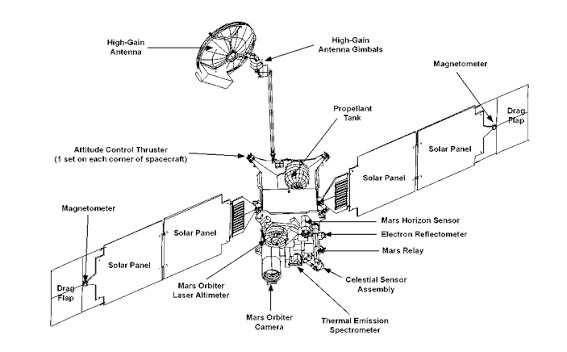 High-Gain
Antenna
High-Gain
Antenna Gimbals
Magnetometer
Propellant
Tank
Drag
Flap
Attitude Control Thruster
(1 set on each corner of spacecraft)
Solar Panel
Solar Panel
Magnetometer
Mars Horizon Sensor
Electron Reflectometer
Mars Relay
Solar Panel
Solar Panel
Drag
Flap
Mars Orbiter
Laser Altimeter
Celestial Sensor
Assembly
Mars Orbiter
Camera
Thermal Emission
Spectrometer